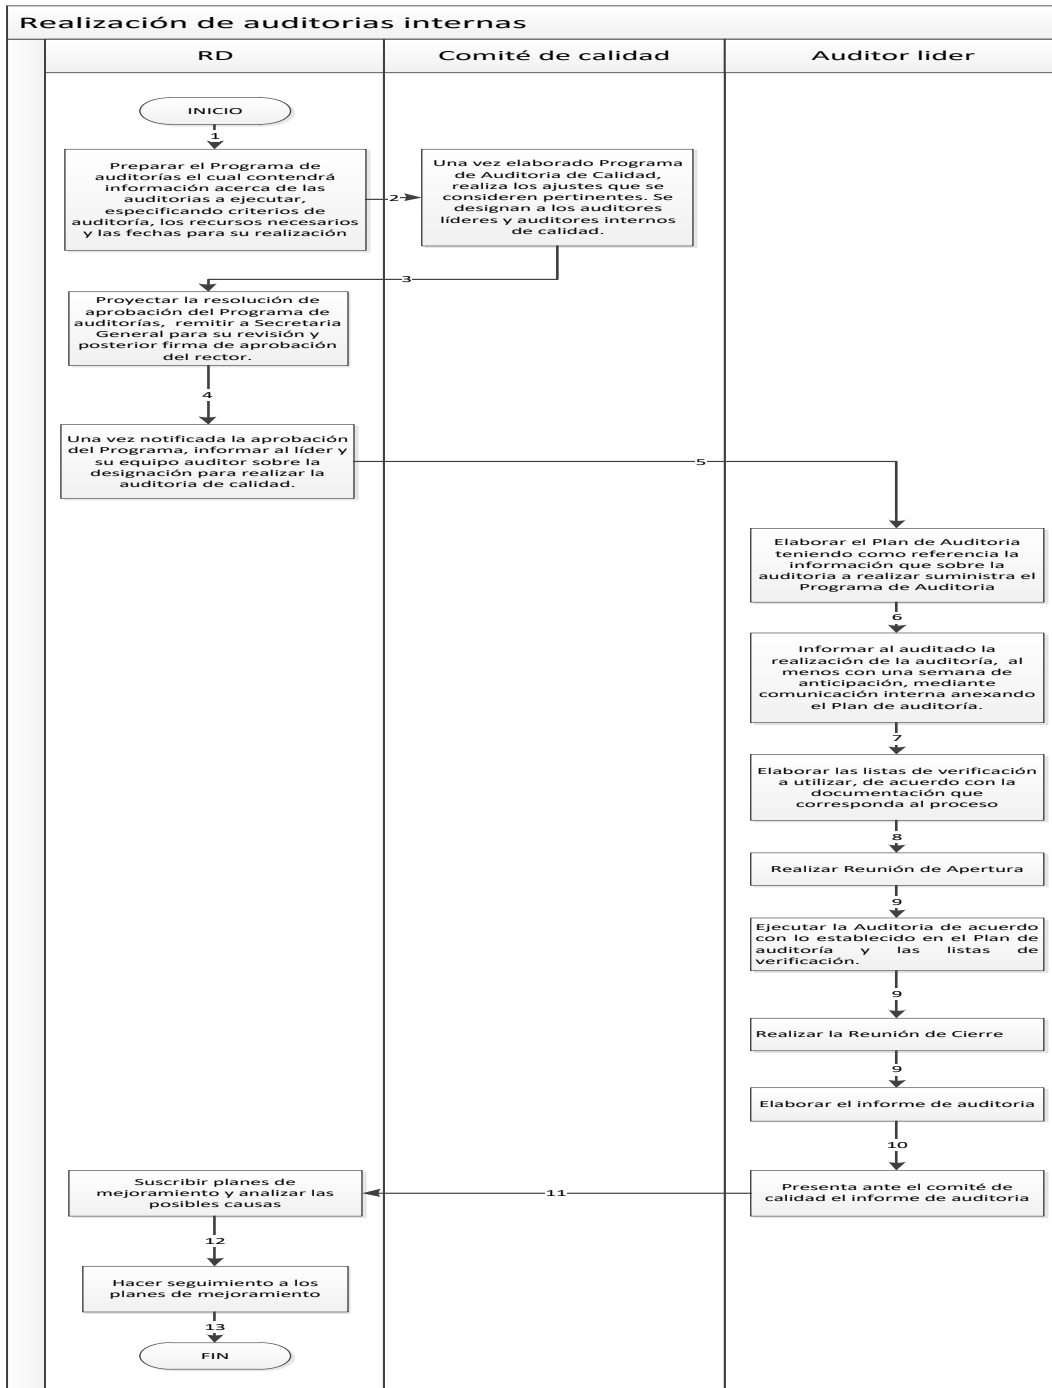 Realización de auditorias internas
RD
Comité de calidad
Auditor lider
INICIO
1
Preparar el Programa de
auditorías el cual contendrá
información acerca de las
auditorias a ejecutar,
especificando criterios de
auditoría, los recursos necesarios
y las fechas para su realización
2
Una vez elaborado Programa
de Auditoria de Calidad,
realiza los ajustes que se
consideren pertinentes. Se
designan a los auditores
líderes y auditores internos
de calidad.
3
Proyectar la resolución de
aprobación del Programa de
auditorías,  remitir a Secretaria
General para su revisión y
posterior firma de aprobación
del rector.
4
Una vez notificada la aprobación
del Programa, informar al líder y
su equipo auditor sobre la
designación para realizar la
auditoria de calidad.
5
Elaborar el Plan de Auditoria
teniendo como referencia la
información que sobre la
auditoria a realizar suministra el
Programa de Auditoria
6
Informar al auditado la
realización de la auditoría,  al
menos con una semana de
anticipación, mediante
comunicación interna anexando
el Plan de auditoría.
7
Elaborar las listas de verificación
a utilizar, de acuerdo con la
documentación que
corresponda al proceso
8
Realizar Reunión de Apertura
9
Ejecutar la Auditoria de acuerdo
con lo establecido en el Plan de
auditoría y las listas de
verificación.
9
Realizar la Reunión de Cierre
9
Elaborar el informe de auditoria
10
Presenta ante el comité de
calidad el informe de auditoria
11
Suscribir planes de
mejoramiento y analizar las
posibles causas
12
Hacer seguimiento a los
planes de mejoramiento
13
FIN